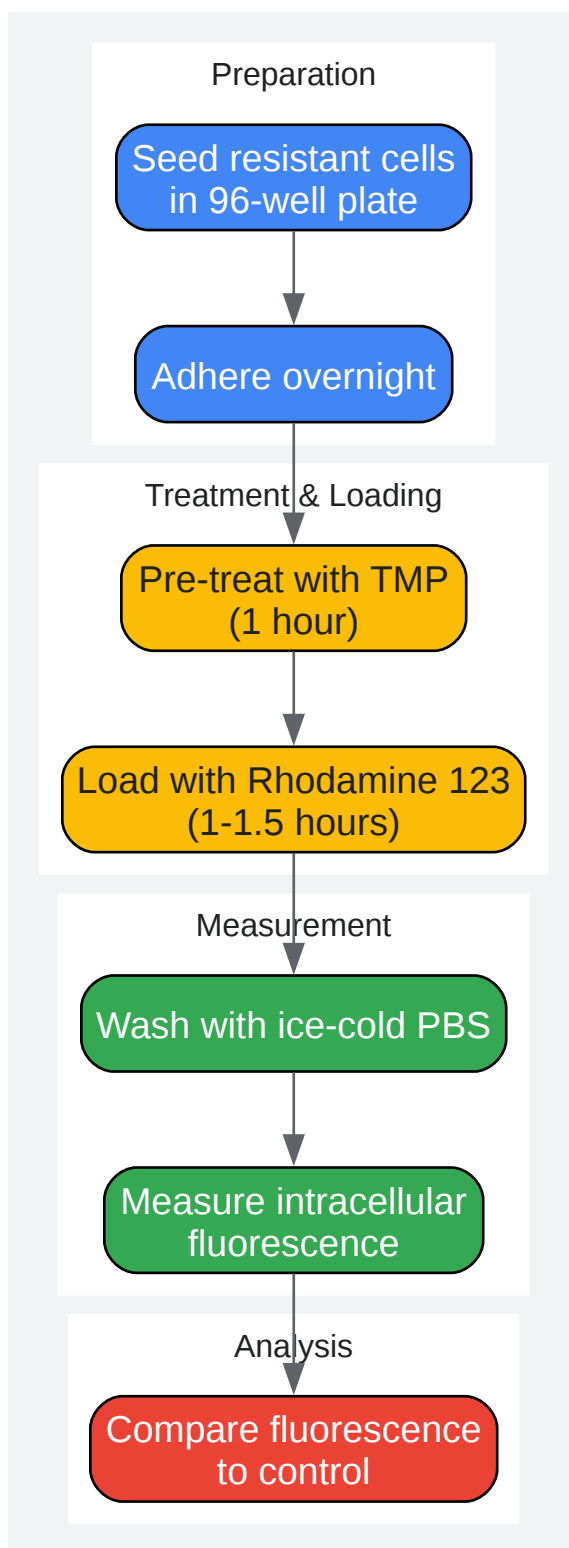 Preparation
Seed resistant cells
in 96-well plate
Adhere overnight
Treatment & Loading
Pre-treat with TMP
(1 hour)
Load with Rhodamine 123
(1-1.5 hours)
Measurement
Wash with ice-cold PBS
Measure intracellular
fluorescence
Analysis
Compare fluorescence
to control